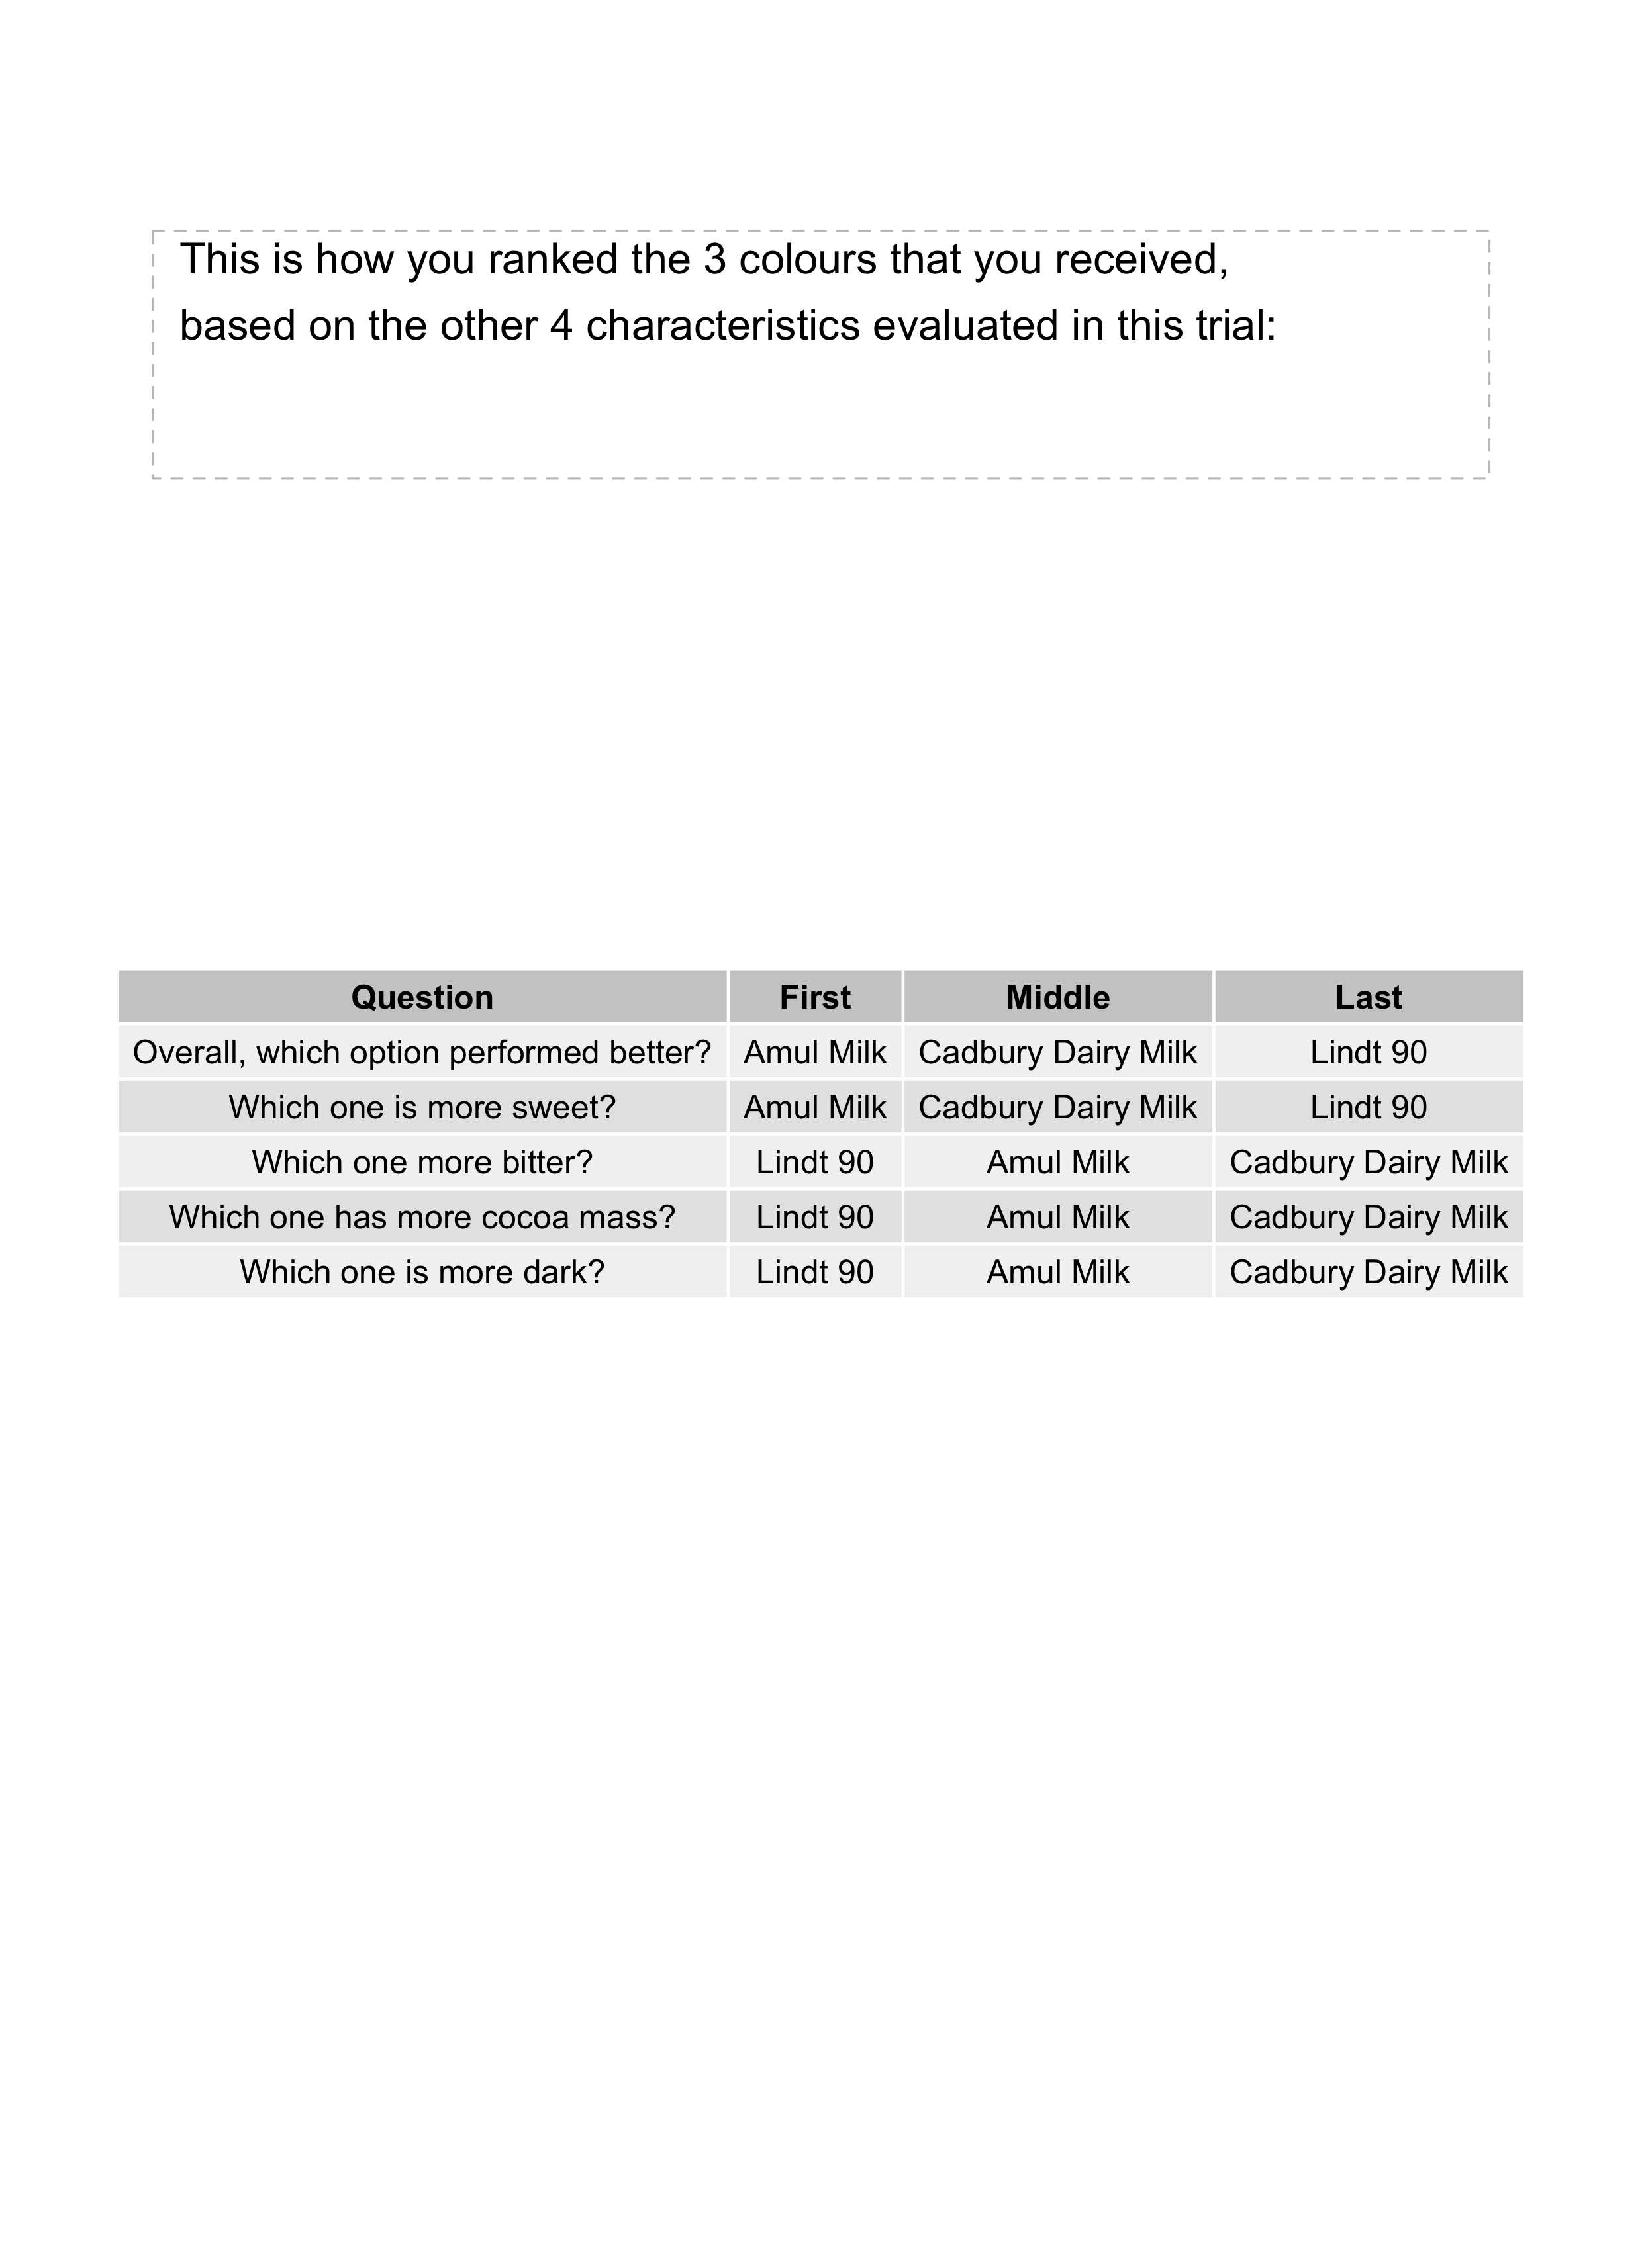 This is how you ranked the 3 colours that you received,
based on the other 4 characteristics evaluated in this trial:
Question First Middle Last
Overall, which option performed better? Amul Milk Cadbury Dairy Milk Lindt 90
Which one is more sweet? Amul Milk Cadbury Dairy Milk Lindt 90
Which one more bitter? Lindt 90 Amul Milk Cadbury Dairy Milk
Which one has more cocoa mass? Lindt 90 Amul Milk Cadbury Dairy Milk
Which one is more dark? Lindt 90 Amul Milk Cadbury Dairy Milk